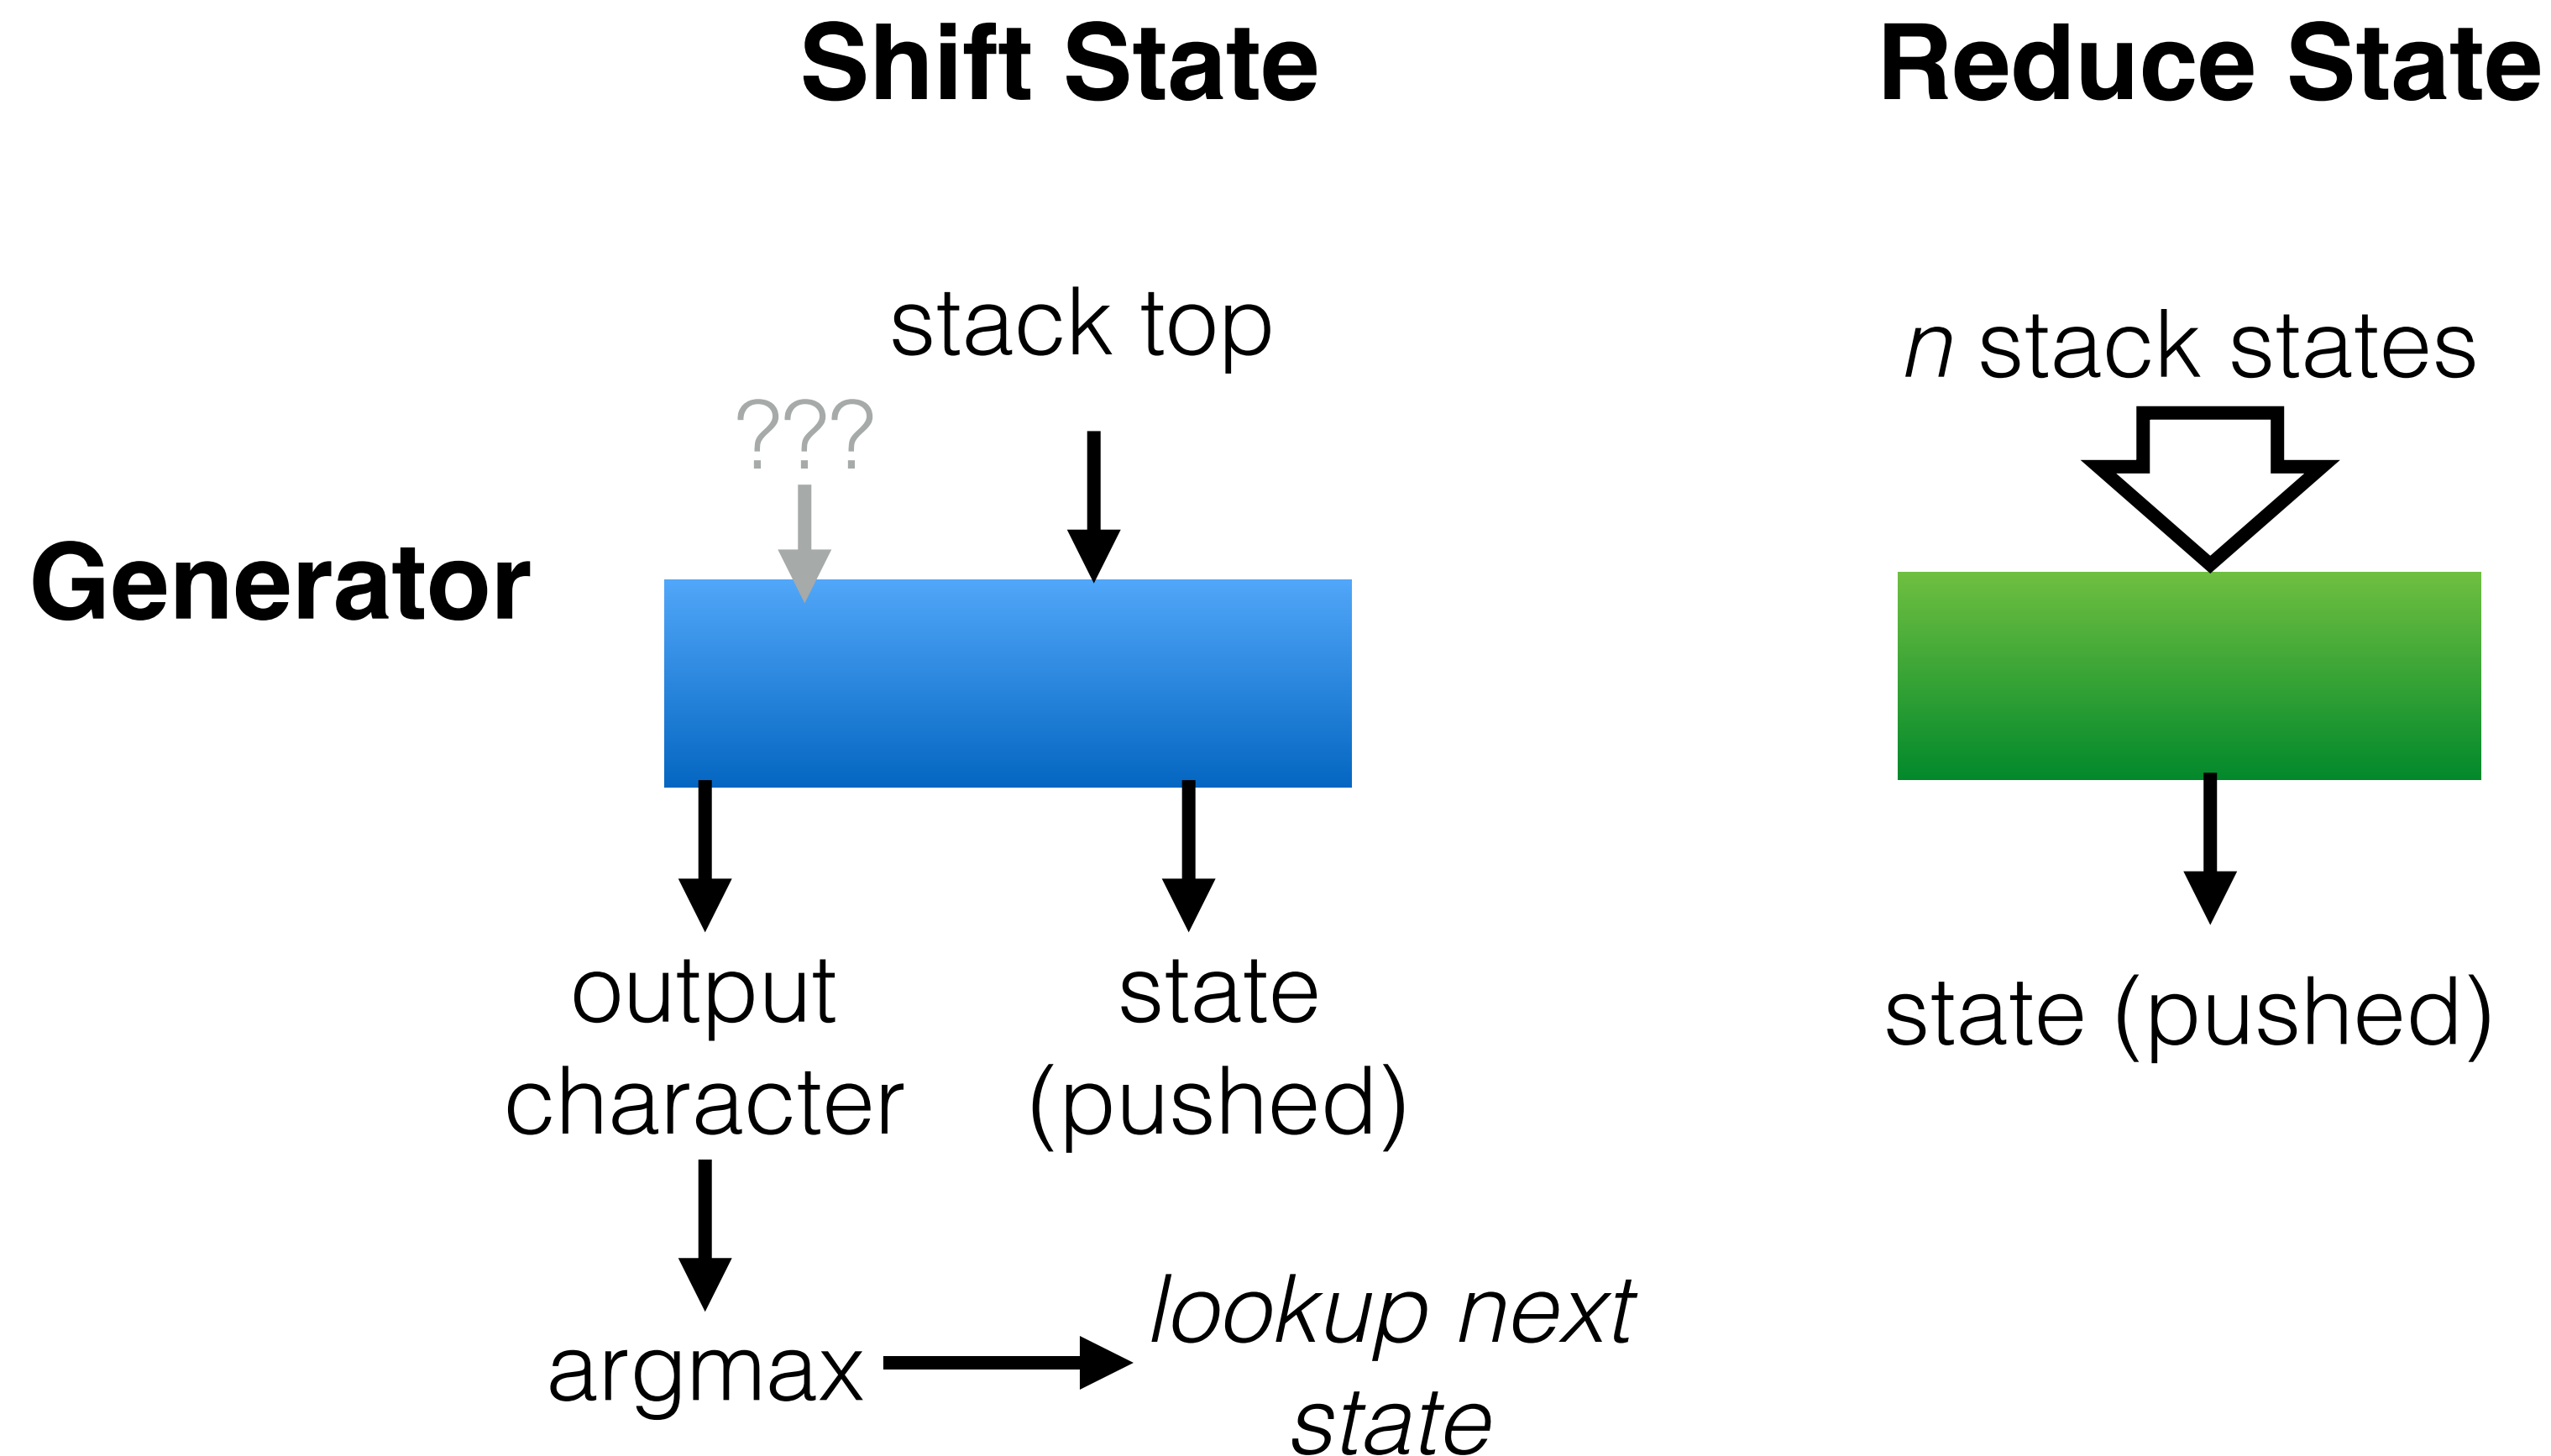 Shift State
Reduce State
stack top
n stack states
???
Generator
output
character
state
(pushed)
state (pushed)
argmax
lookup next
state